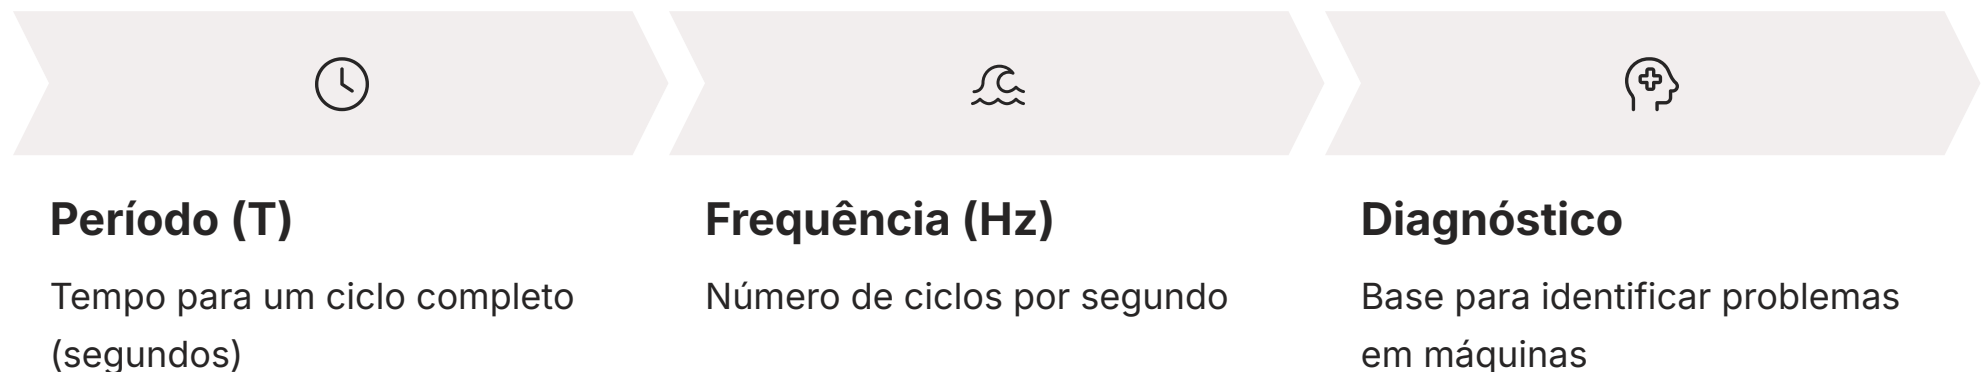 Período (T)
Tempo para um ciclo completo
(segundos)
Frequência (Hz)
Número de ciclos por segundo
Diagnóstico
Base para identificar problemas
em máquinas